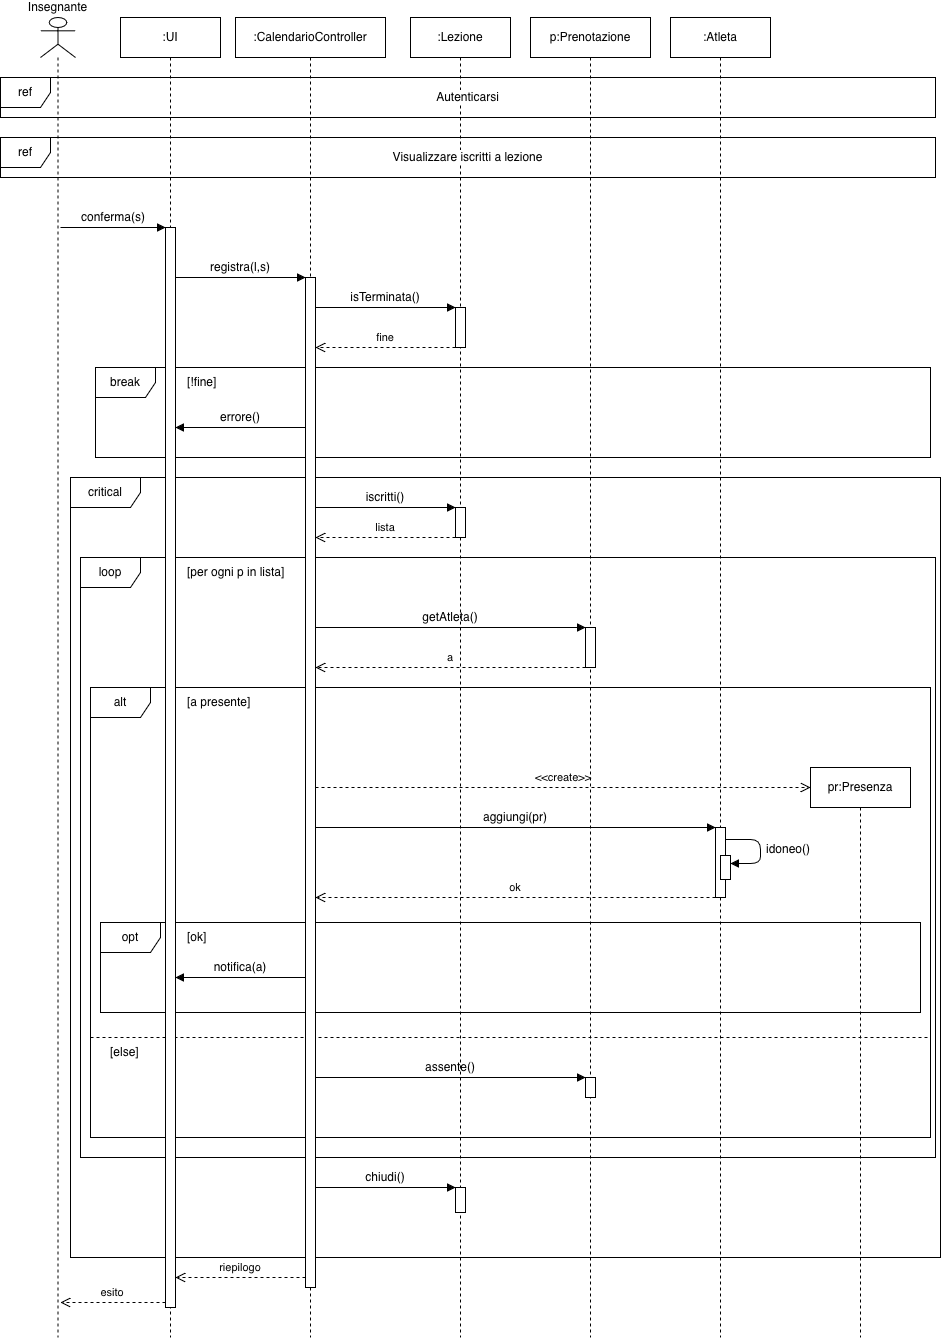 Insegnante
:UI
:CalendarioController
:Lezione
p:Prenotazione
:Atleta
ref
Autenticarsi
ref
Visualizzare iscritti a lezione
conferma(s)
registra(l,s)
isTerminata()
fine
break
[!fine]
errore()
critical
iscritti()
lista
loop
[per ogni p in lista]
getAtleta()
a
alt
[a presente]
<<create>>
pr:Presenza
aggiungi(pr)
idoneo()
ok
opt
[ok]
notifica(a)
[else]
assente()
chiudi()
riepilogo
esito